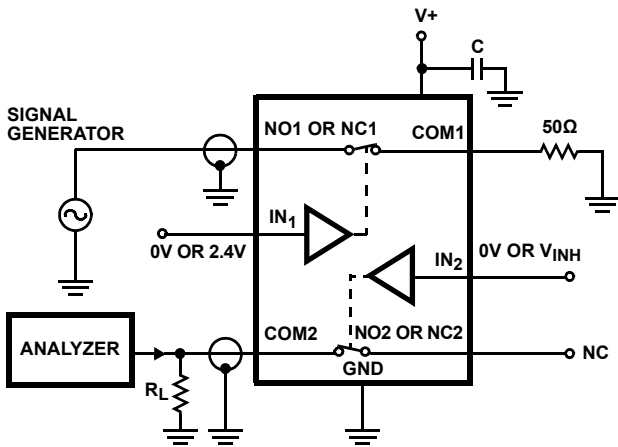 V+
C
SIGNAL
GENERATOR
NO1 OR NC1
COM1
50Ω
IN1
0V OR 2.4V
IN2
0V OR VINH
COM2
NO2 OR NC2
NC
ANALYZER
GND
RL